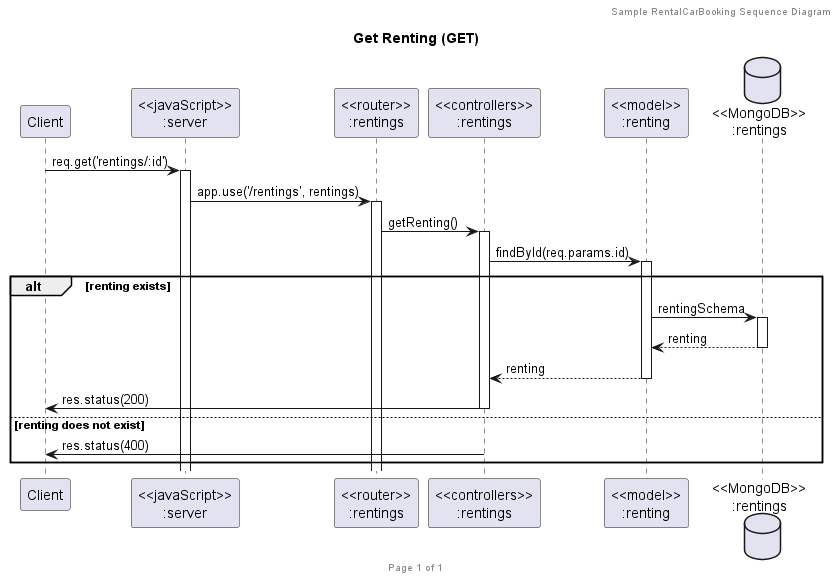 Sample RentalCarBooking Sequence Diagram
Get Renting (GET)
Client
<<javaScript>>
:server
<<router>>
:rentings
<<controllers>>
:rentings
<<model>>
:renting
<<MongoDB>>
:rentings
req.get('rentings/:id')
app.use('/rentings', rentings)
getRenting()
findById(req.params.id)
alt
[renting exists]
rentingSchema
renting
renting
res.status(200)
[renting does not exist]
res.status(400)
Client
<<javaScript>>
:server
<<router>>
:rentings
<<controllers>>
:rentings
<<model>>
:renting
<<MongoDB>>
:rentings
Page 1 of 1